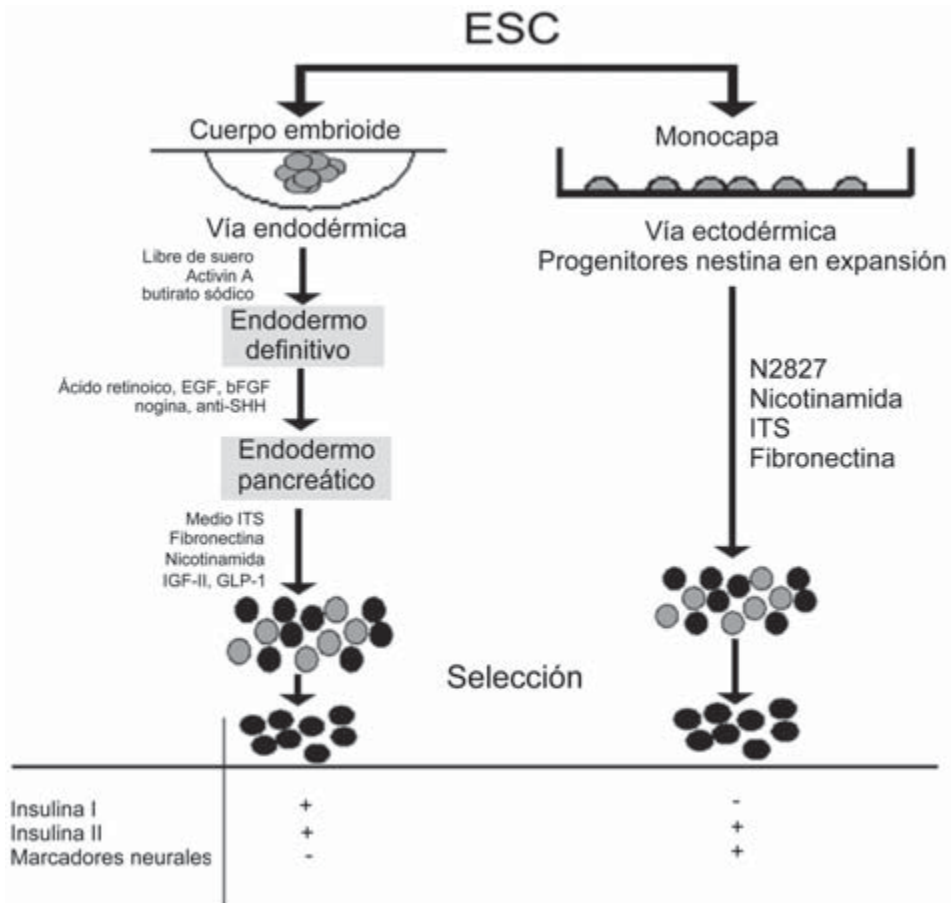 ESC
Cuerpo embrioide
Monocapa
Vía endodérmica
Vía ectodérmica
Progenitores nestina en expansión
Libre de suero
Activin A
butirato sódico
Endodermo
definitivo
Ácido retinoico, EGF, bFGF
nogina, anti-SHH
Endodermo
pancreático
N2827
Nicotinamida
ITS
Fibronectina
Medio ITS
Fibronectina
Nicotinamida
IGF-II, GLP-1
Selección
Insulina I + -
Insulina II + +
Marcadores neurales - +